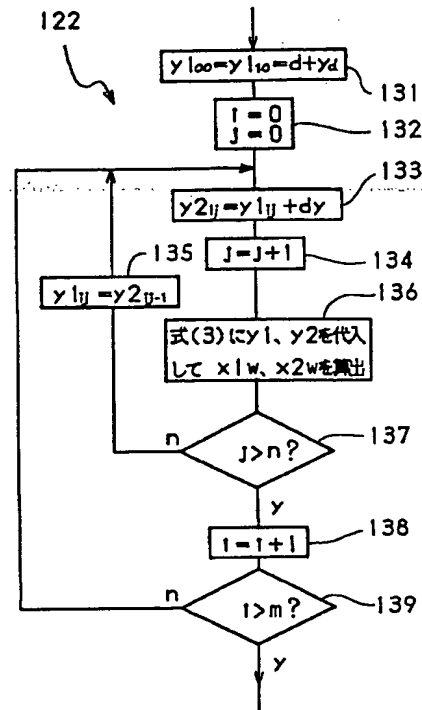 122
y1₀₀=y1₁₀=d+yd
131
i=0
j=0
132
133
y2ij=y1ij+dy
135
j=j+1
134
y1ij=y2ij-1
136
式(3)にy1、y2を代入
して x1w、x2wを算出
n
j>n?
137
y
138
i=i+1
n
i>m?
139
y